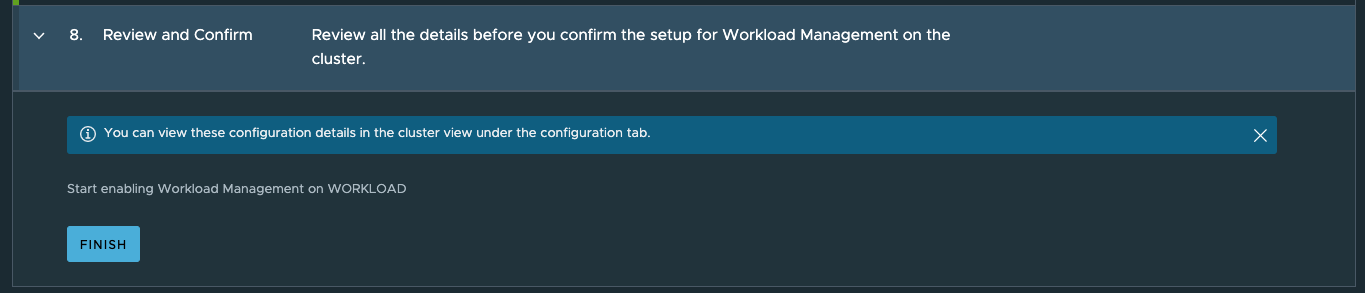 8. Review and Confirm Review all the details before you confirm the setup for Workload Management on the
cluster.
You can view these configuration details in the cluster view under the configuration tab.
Start enabling Workload Management on WORKLOAD
FINISH